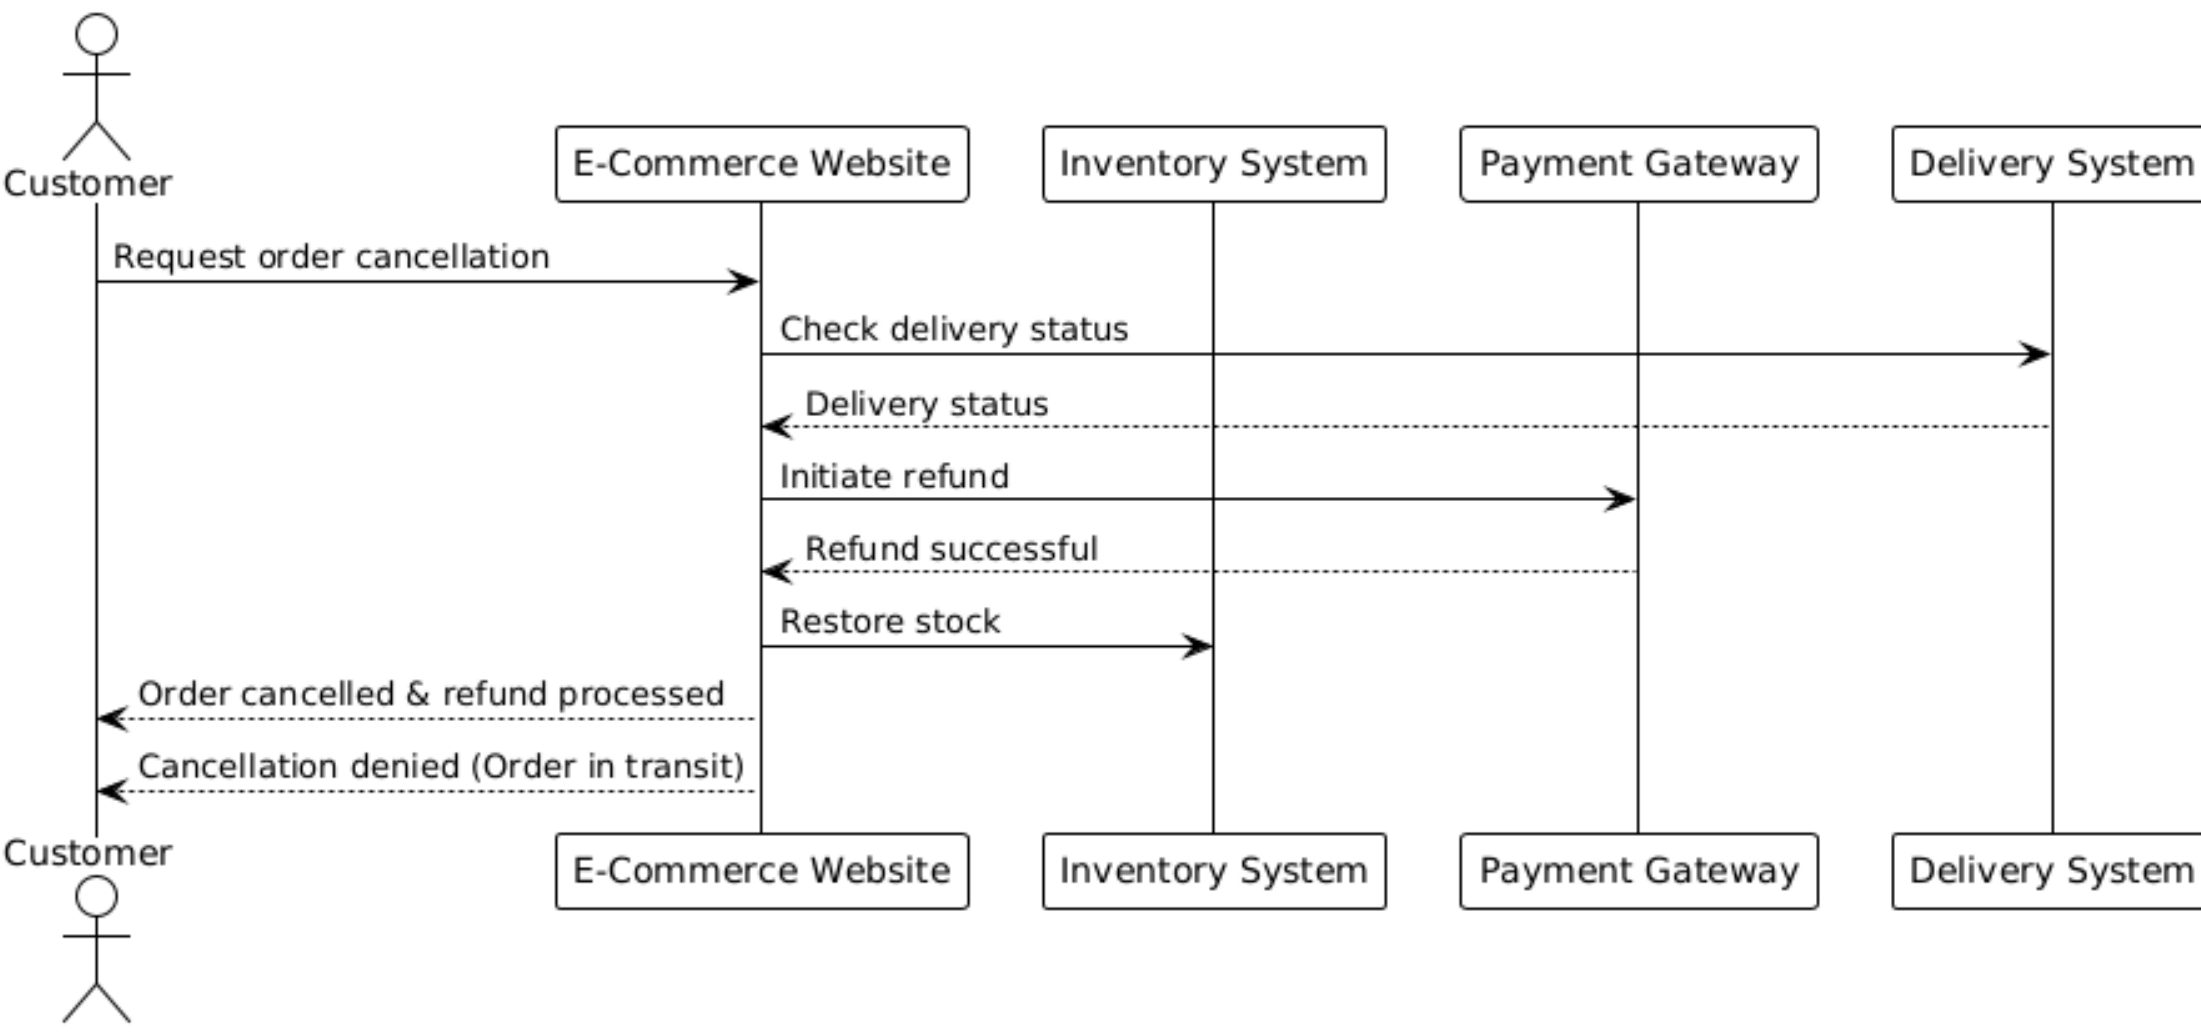 Customer
E-Commerce Website
Inventory System
Payment Gateway
Delivery System
Request order cancellation
Check delivery status
Delivery status
Initiate refund
Refund successful
Restore stock
Order cancelled & refund processed
Cancellation denied (Order in transit)
Customer
E-Commerce Website
Inventory System
Payment Gateway
Delivery System